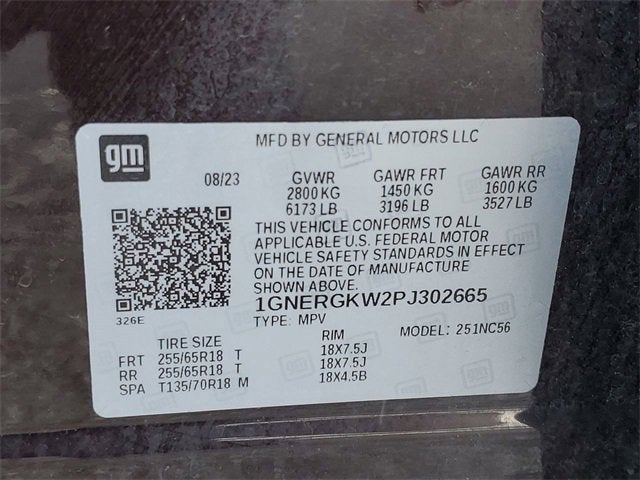 gm
MFD BY GENERAL MOTORS LLC
08/23 GVWR GAWR FRT GAWR RR
2800 KG 1450 KG 1600 KG
6173 LB 3196 LB 3527 LB
THIS VEHICLE CONFORMS TO ALL
APPLICABLE U.S. FEDERAL MOTOR
VEHICLE SAFETY STANDARDS IN EFFECT
ON THE DATE OF MANUFACTURE
SHOWN ABOVE.
1GNERGKW2PJ302665
326E
TYPE: MPV MODEL: 251NC56
TIRE SIZE RIM
FRT 255/65R18 T 18X7.5J
RR 255/65R18 T 18X7.5J
SPA T135/70R18 M 18X4.5B